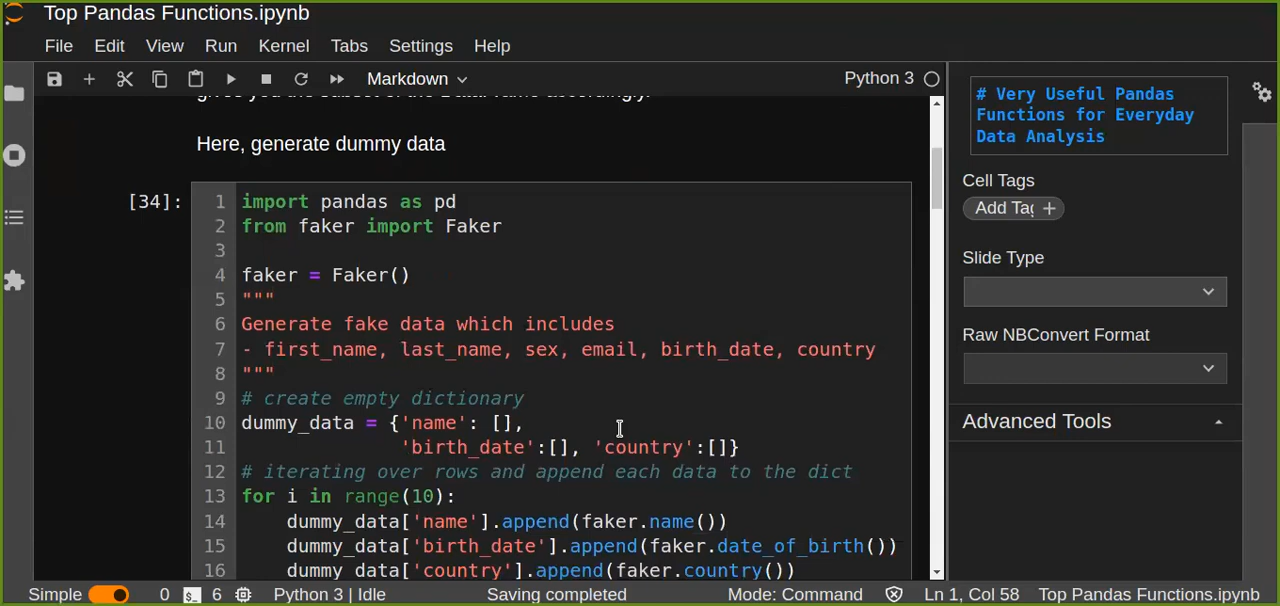 Top Pandas Functions.ipynb
File Edit View Run Kernel Tabs Settings Help
Markdown
Python 3
Here, generate dummy data
[34]:
1 import pandas as pd
2 from faker import Faker
3
4 faker = Faker()
5 """
6 Generate fake data which includes
7 - first_name, last_name, sex, email, birth_date, country
8 """
9 # create empty dictionary
10 dummy_data = {'name': [],
11 'birth_date':[], 'country':[]}
12 # iterating over rows and append each data to the dict
13 for i in range(10):
14 dummy_data['name'].append(faker.name())
15 dummy_data['birth_date'].append(faker.date_of_birth())
16 dummy_data['country'].append(faker.country())
# Very Useful Pandas
Functions for Everyday
Data Analysis
Cell Tags
Add Tag +
Slide Type
Raw NBConvert Format
Advanced Tools
Simple 0 $_ 6 Python 3 | Idle Saving completed Mode: Command Ln 1, Col 58 Top Pandas Functions.ipynb